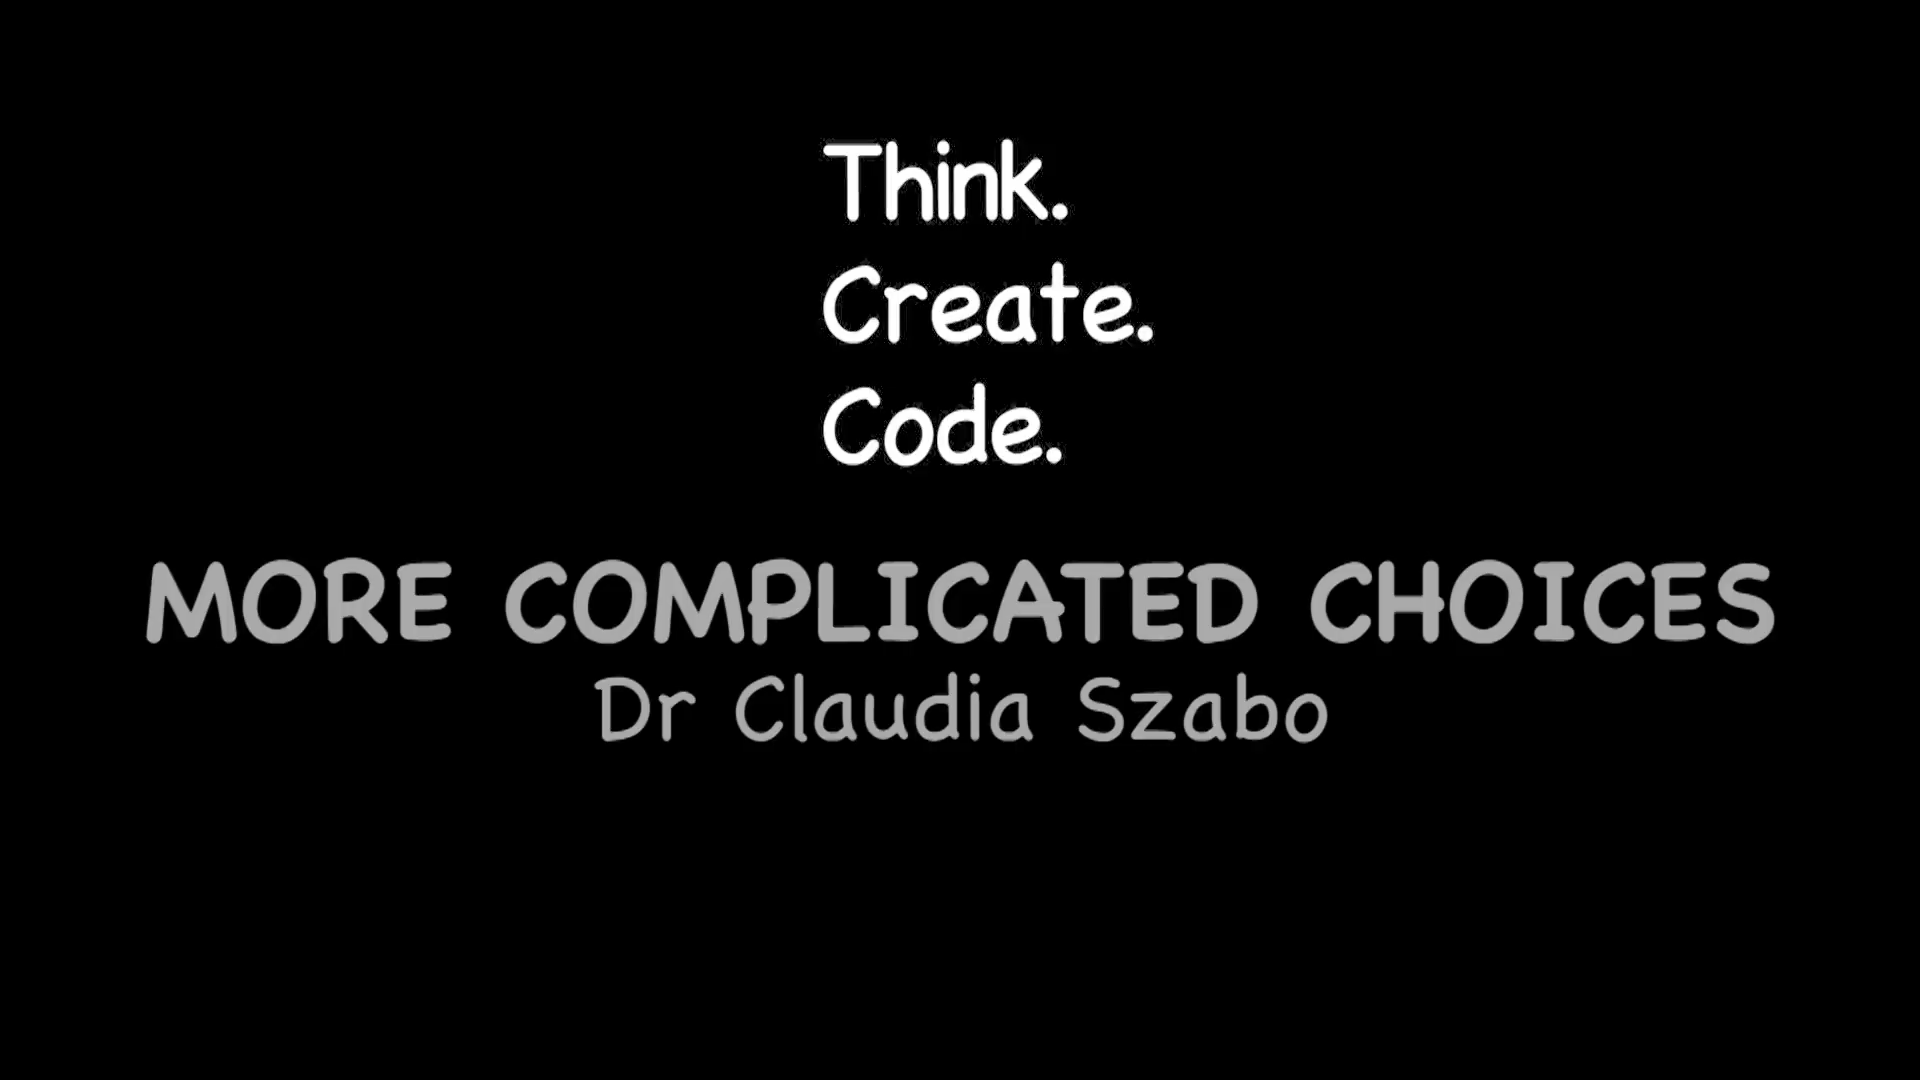 Think.
Create.
Code.
MORE COMPLICATED CHOICES
Dr Claudia Szabo